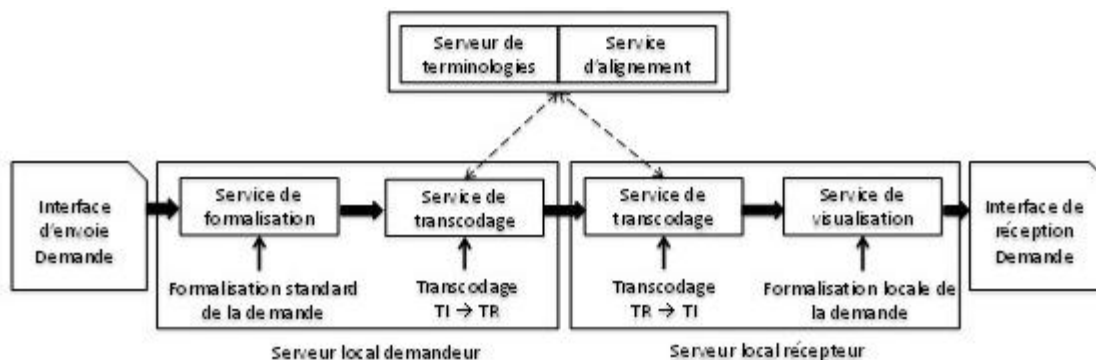 Serveur de
terminologies
Service
d'alignement
Interface
d'envoie
Demande
Service de
formalisation
Service de
transcodage
Service de
transcodage
Service de
visualisation
Interface de
réception
Demande
Formalisation standard
de la demande
Transcodage
TI → TR
Transcodage
TR → TI
Formalisation locale de
la demande
Serveur local demandeur
Serveur local récepteur